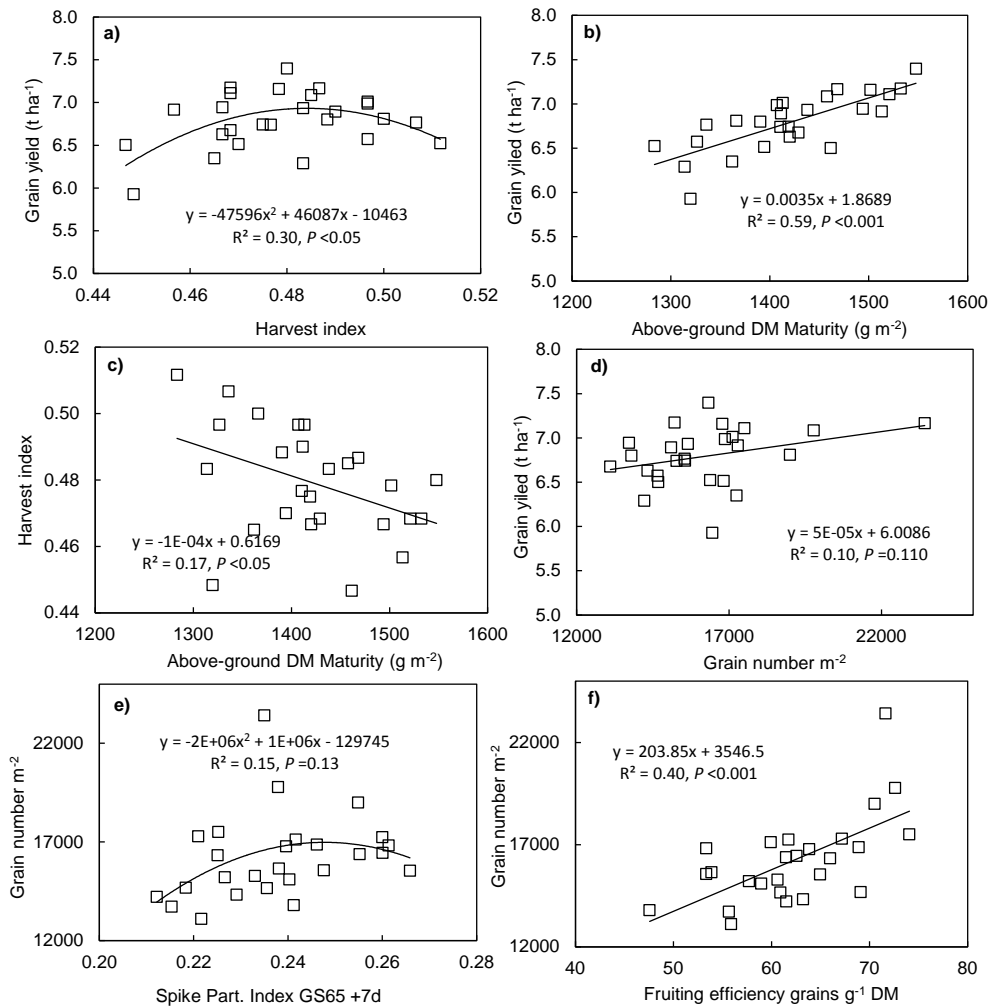 a)
8.0
7.5
7.0
6.5
6.0
5.5
5.0
Grain yield (t ha⁻¹)
y = -47596x² + 46087x - 10463
R² = 0.30, P <0.05
0.44 0.46 0.48 0.50 0.52
Harvest index
b)
8.0
7.5
7.0
6.5
6.0
5.5
5.0
Grain yiled (t ha⁻¹)
y = 0.0035x + 1.8689
R² = 0.59, P <0.001
1200 1300 1400 1500 1600
Above-ground DM Maturity (g m⁻²)
c)
0.52
0.50
0.48
0.46
0.44
Harvest index
y = -1E-04x + 0.6169
R² = 0.17, P <0.05
1200 1300 1400 1500 1600
Above-ground DM Maturity (g m⁻²)
d)
8.0
7.5
7.0
6.5
6.0
5.5
5.0
Grain yiled (t ha⁻¹)
y = 5E-05x + 6.0086
R² = 0.10, P =0.110
12000 17000 22000
Grain number m⁻²
e)
22000
17000
12000
Grain number m⁻²
y = -2E+06x² + 1E+06x - 129745
R² = 0.15, P =0.13
0.20 0.22 0.24 0.26 0.28
Spike Part. Index GS65 +7d
f)
22000
17000
12000
Grain number m⁻²
y = 203.85x + 3546.5
R² = 0.40, P <0.001
40 50 60 70 80
Fruiting efficiency grains g⁻¹ DM